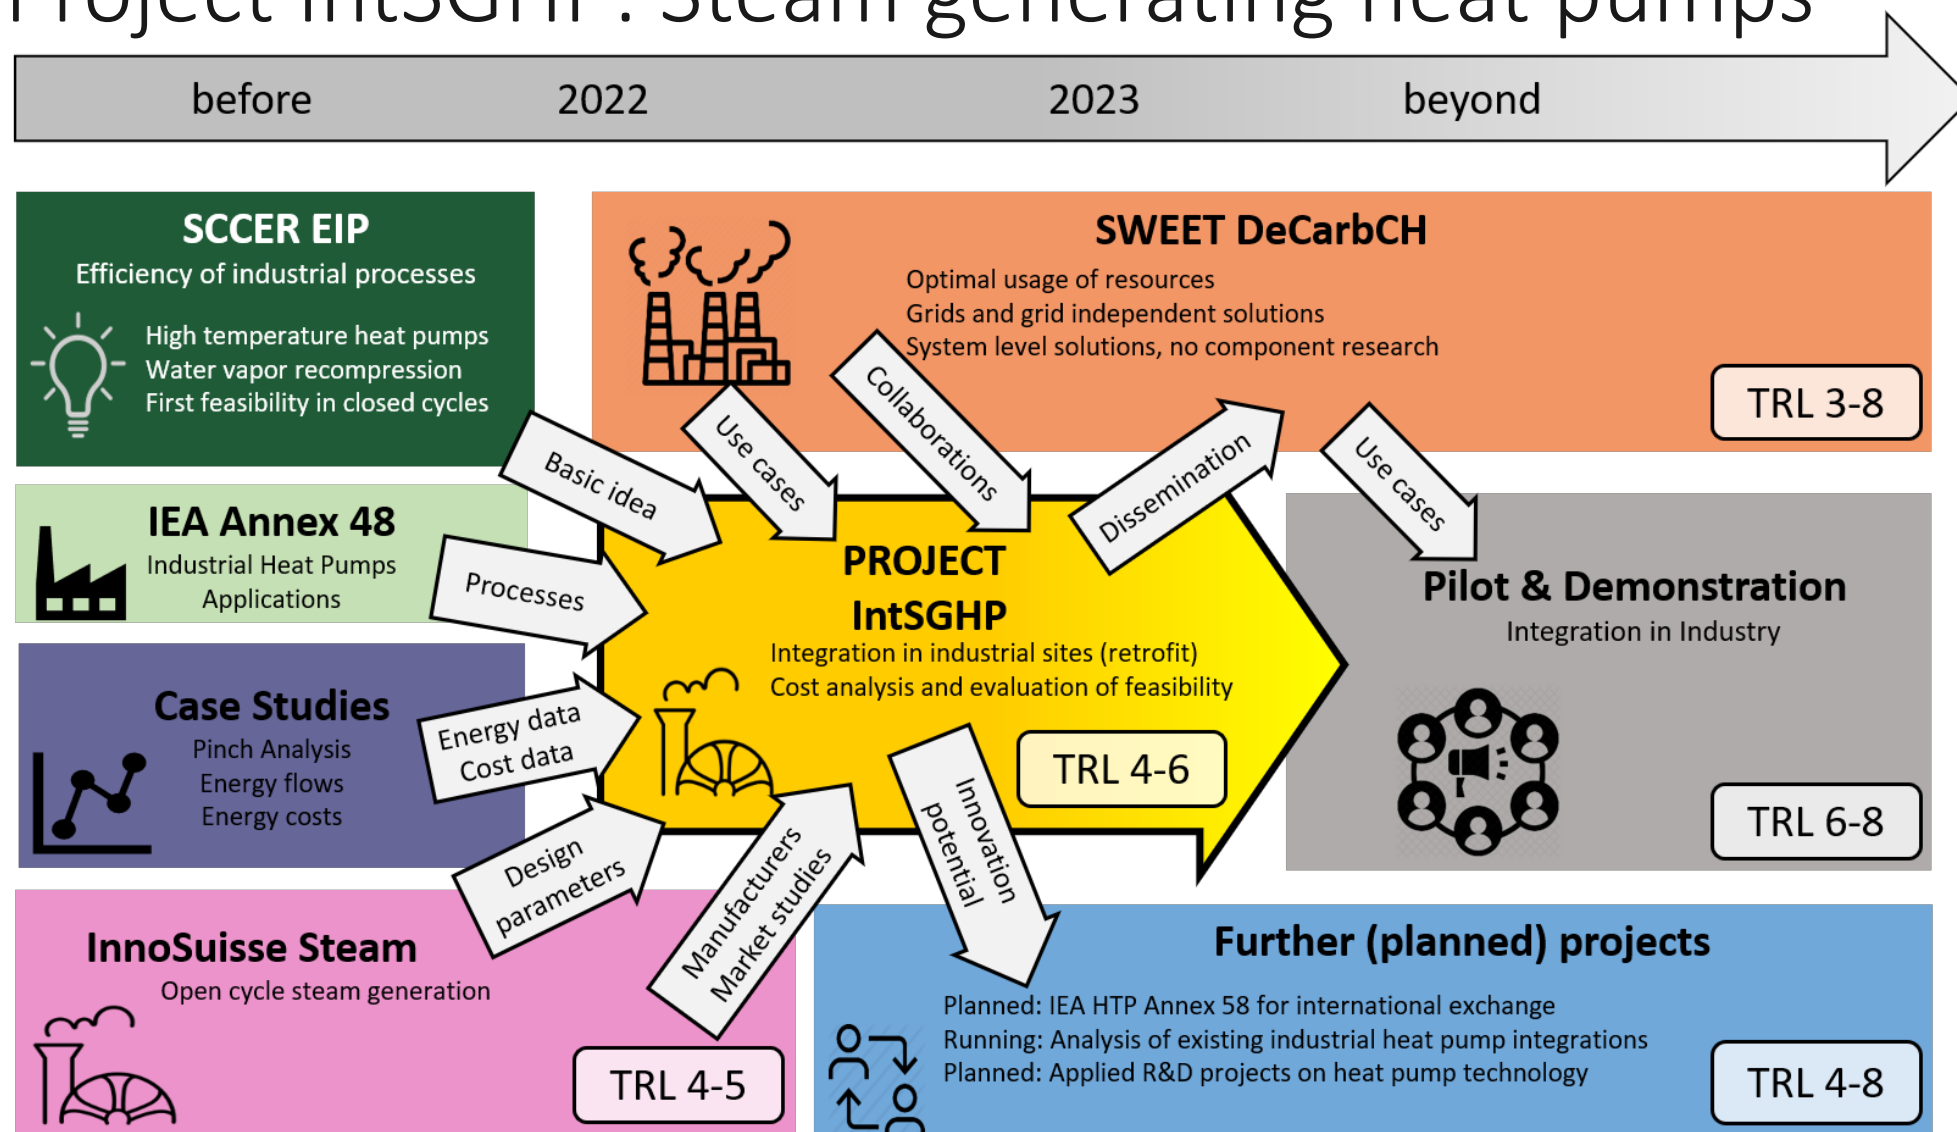 Project IntSGHP: Steam generating heat pumps
before 2022 2023 beyond
SCCER EIP
Efficiency of industrial processes
High temperature heat pumps
Water vapor recompression
First feasibility in closed cycles
SWEET DeCarbCH
Optimal usage of resources
Grids and grid independent solutions
System level solutions, no component research
TRL 3-8
Basic idea
Use cases
Collaborations
Dissemination
Use cases
IEA Annex 48
Industrial Heat Pumps
Applications
Processes
PROJECT
IntSGHP
Integration in industrial sites (retrofit)
Cost analysis and evaluation of feasibility
TRL 4-6
Pilot & Demonstration
Integration in Industry
TRL 6-8
Case Studies
Pinch Analysis
Energy flows
Energy costs
Energy data
Cost data
Design
parameters
Manufacturers
Market studies
Innovation
potential
InnoSuisse Steam
Open cycle steam generation
TRL 4-5
Further (planned) projects
Planned: IEA HTP Annex 58 for international exchange
Running: Analysis of existing industrial heat pump integrations
Planned: Applied R&D projects on heat pump technology
TRL 4-8